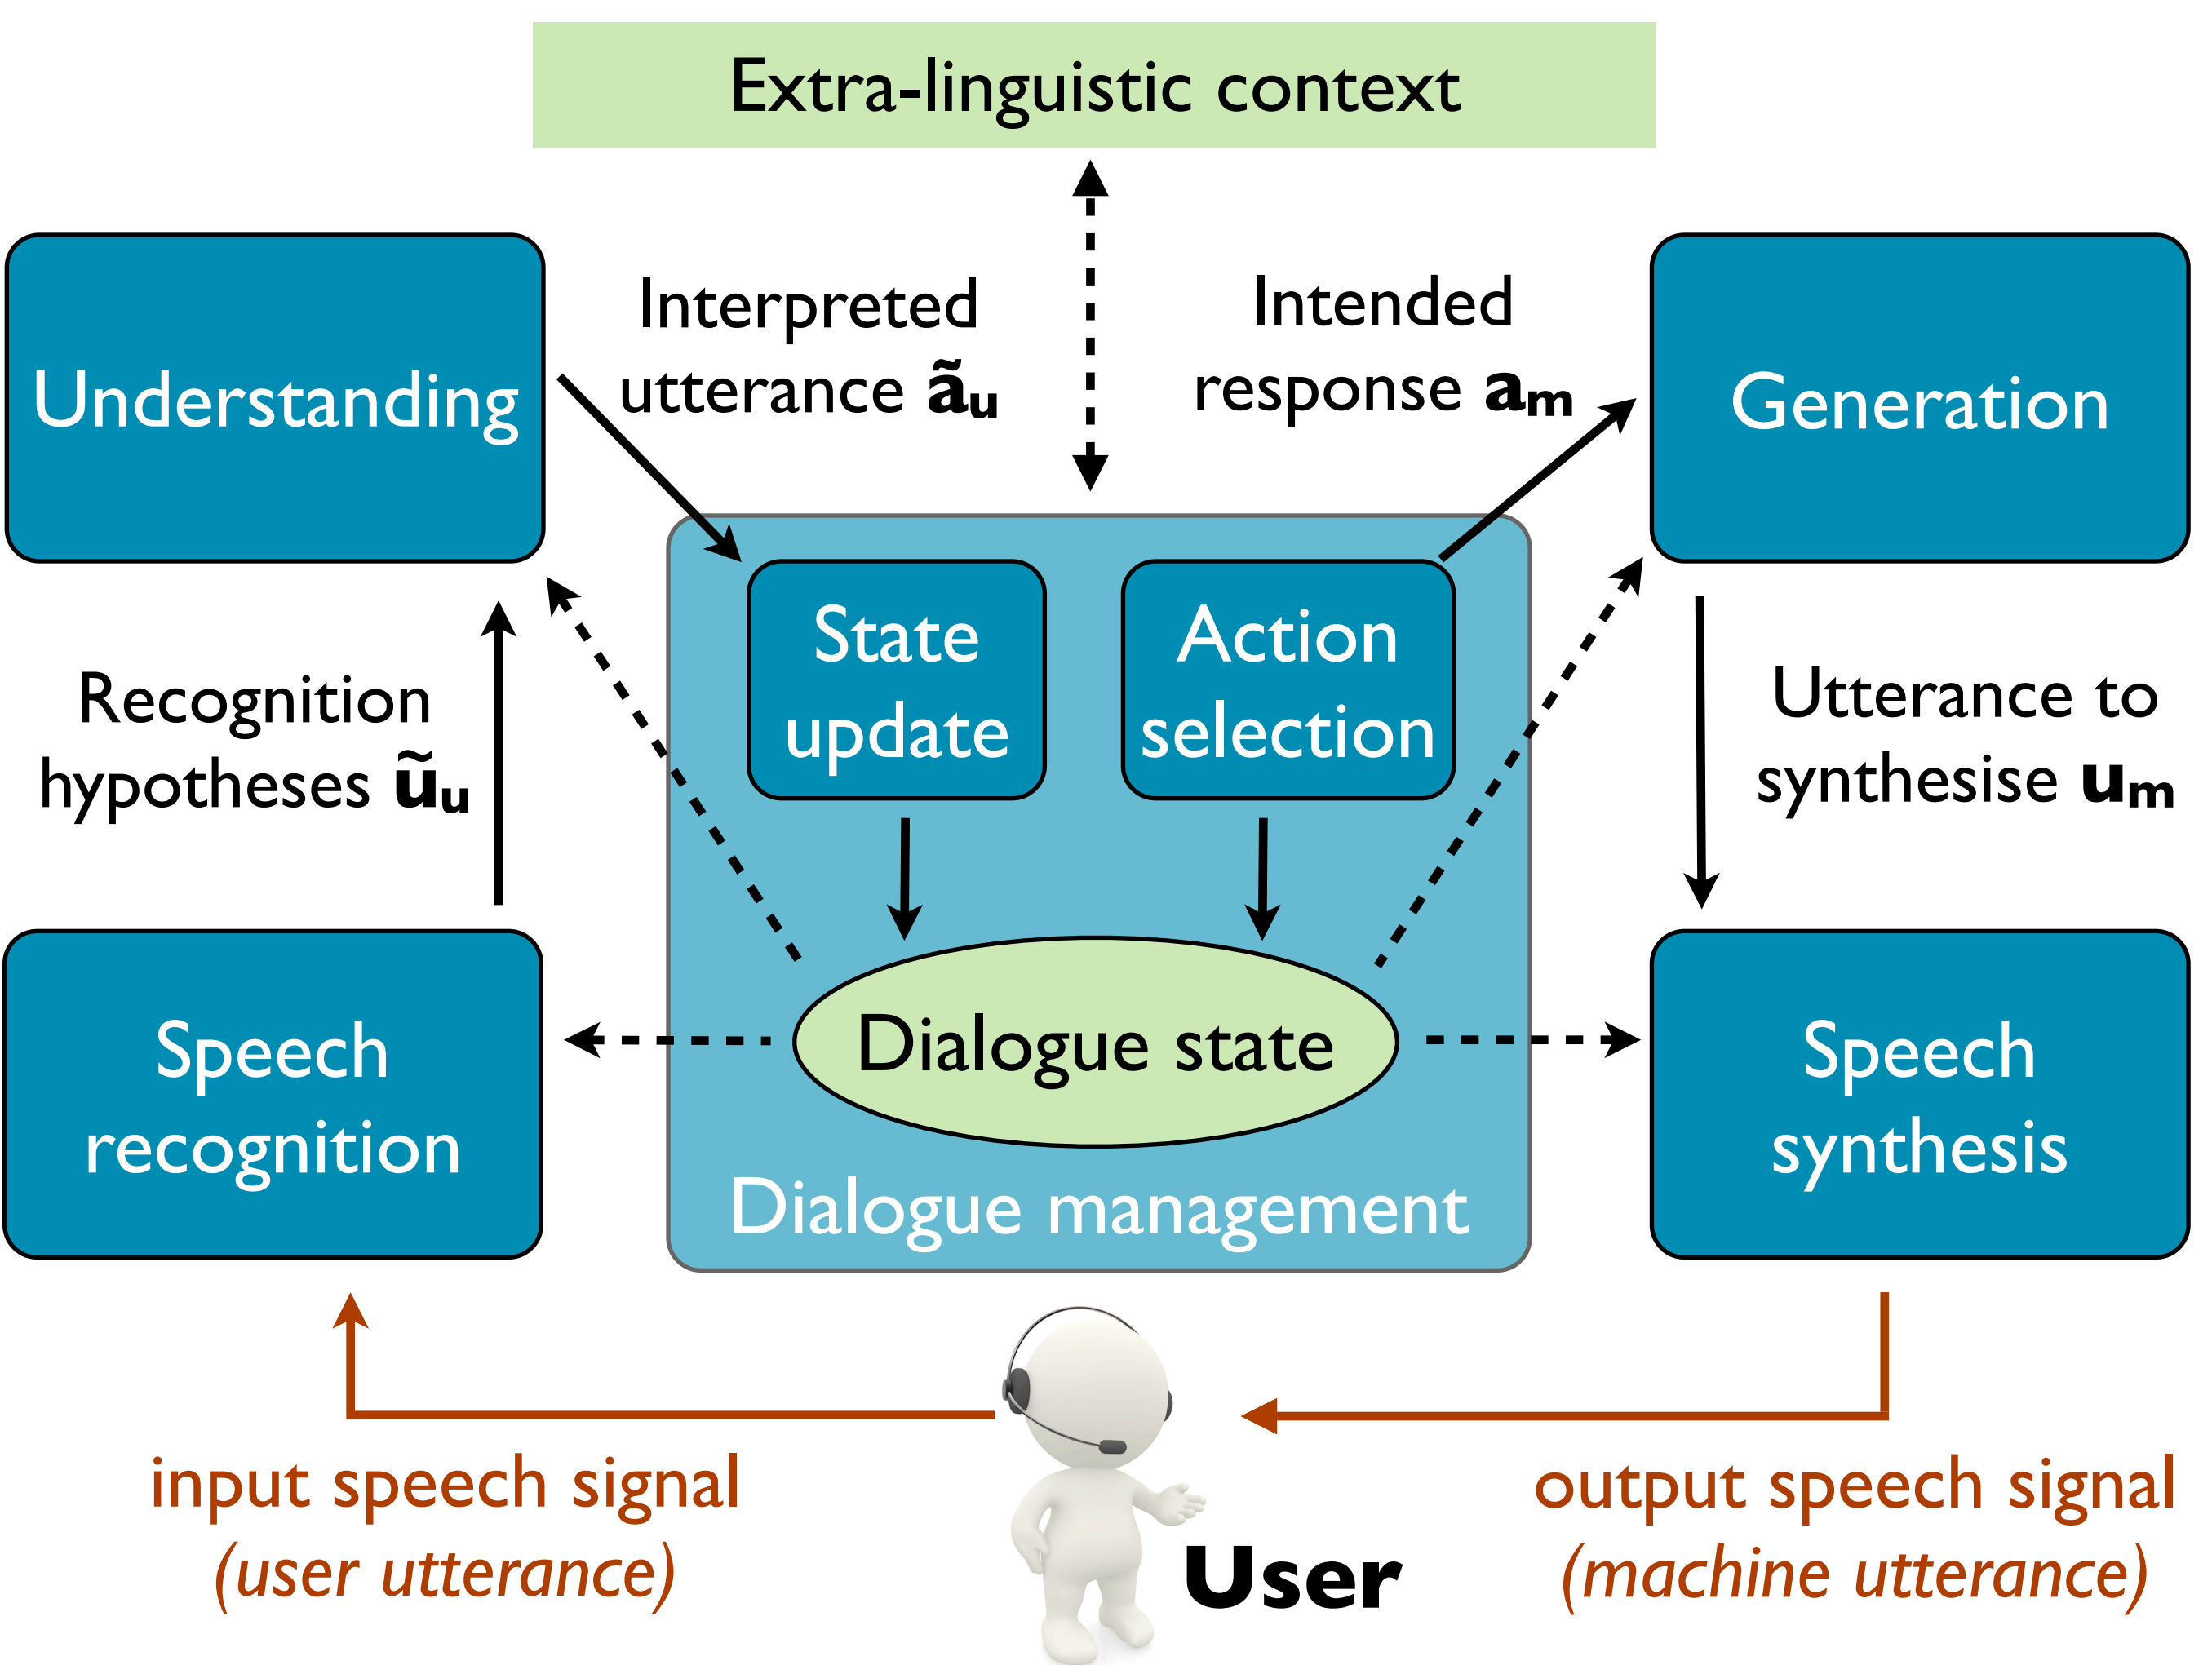 Extra-linguistic context
Understanding
Interpreted
utterance ãu
Intended
response am
Generation
Recognition
hypotheses ũu
State
update
Action
selection
Utterance to
synthesise um
Speech
recognition
Dialogue state
Dialogue management
Speech
synthesis
input speech signal
(user utterance)
User
output speech signal
(machine utterance)